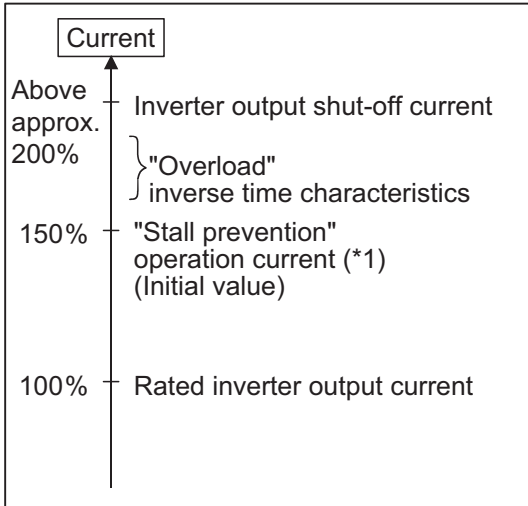 Current
Above
approx.
200%
Inverter output shut-off current
"Overload"
inverse time characteristics
150%
"Stall prevention"
operation current (*1)
(Initial value)
100%
Rated inverter output current